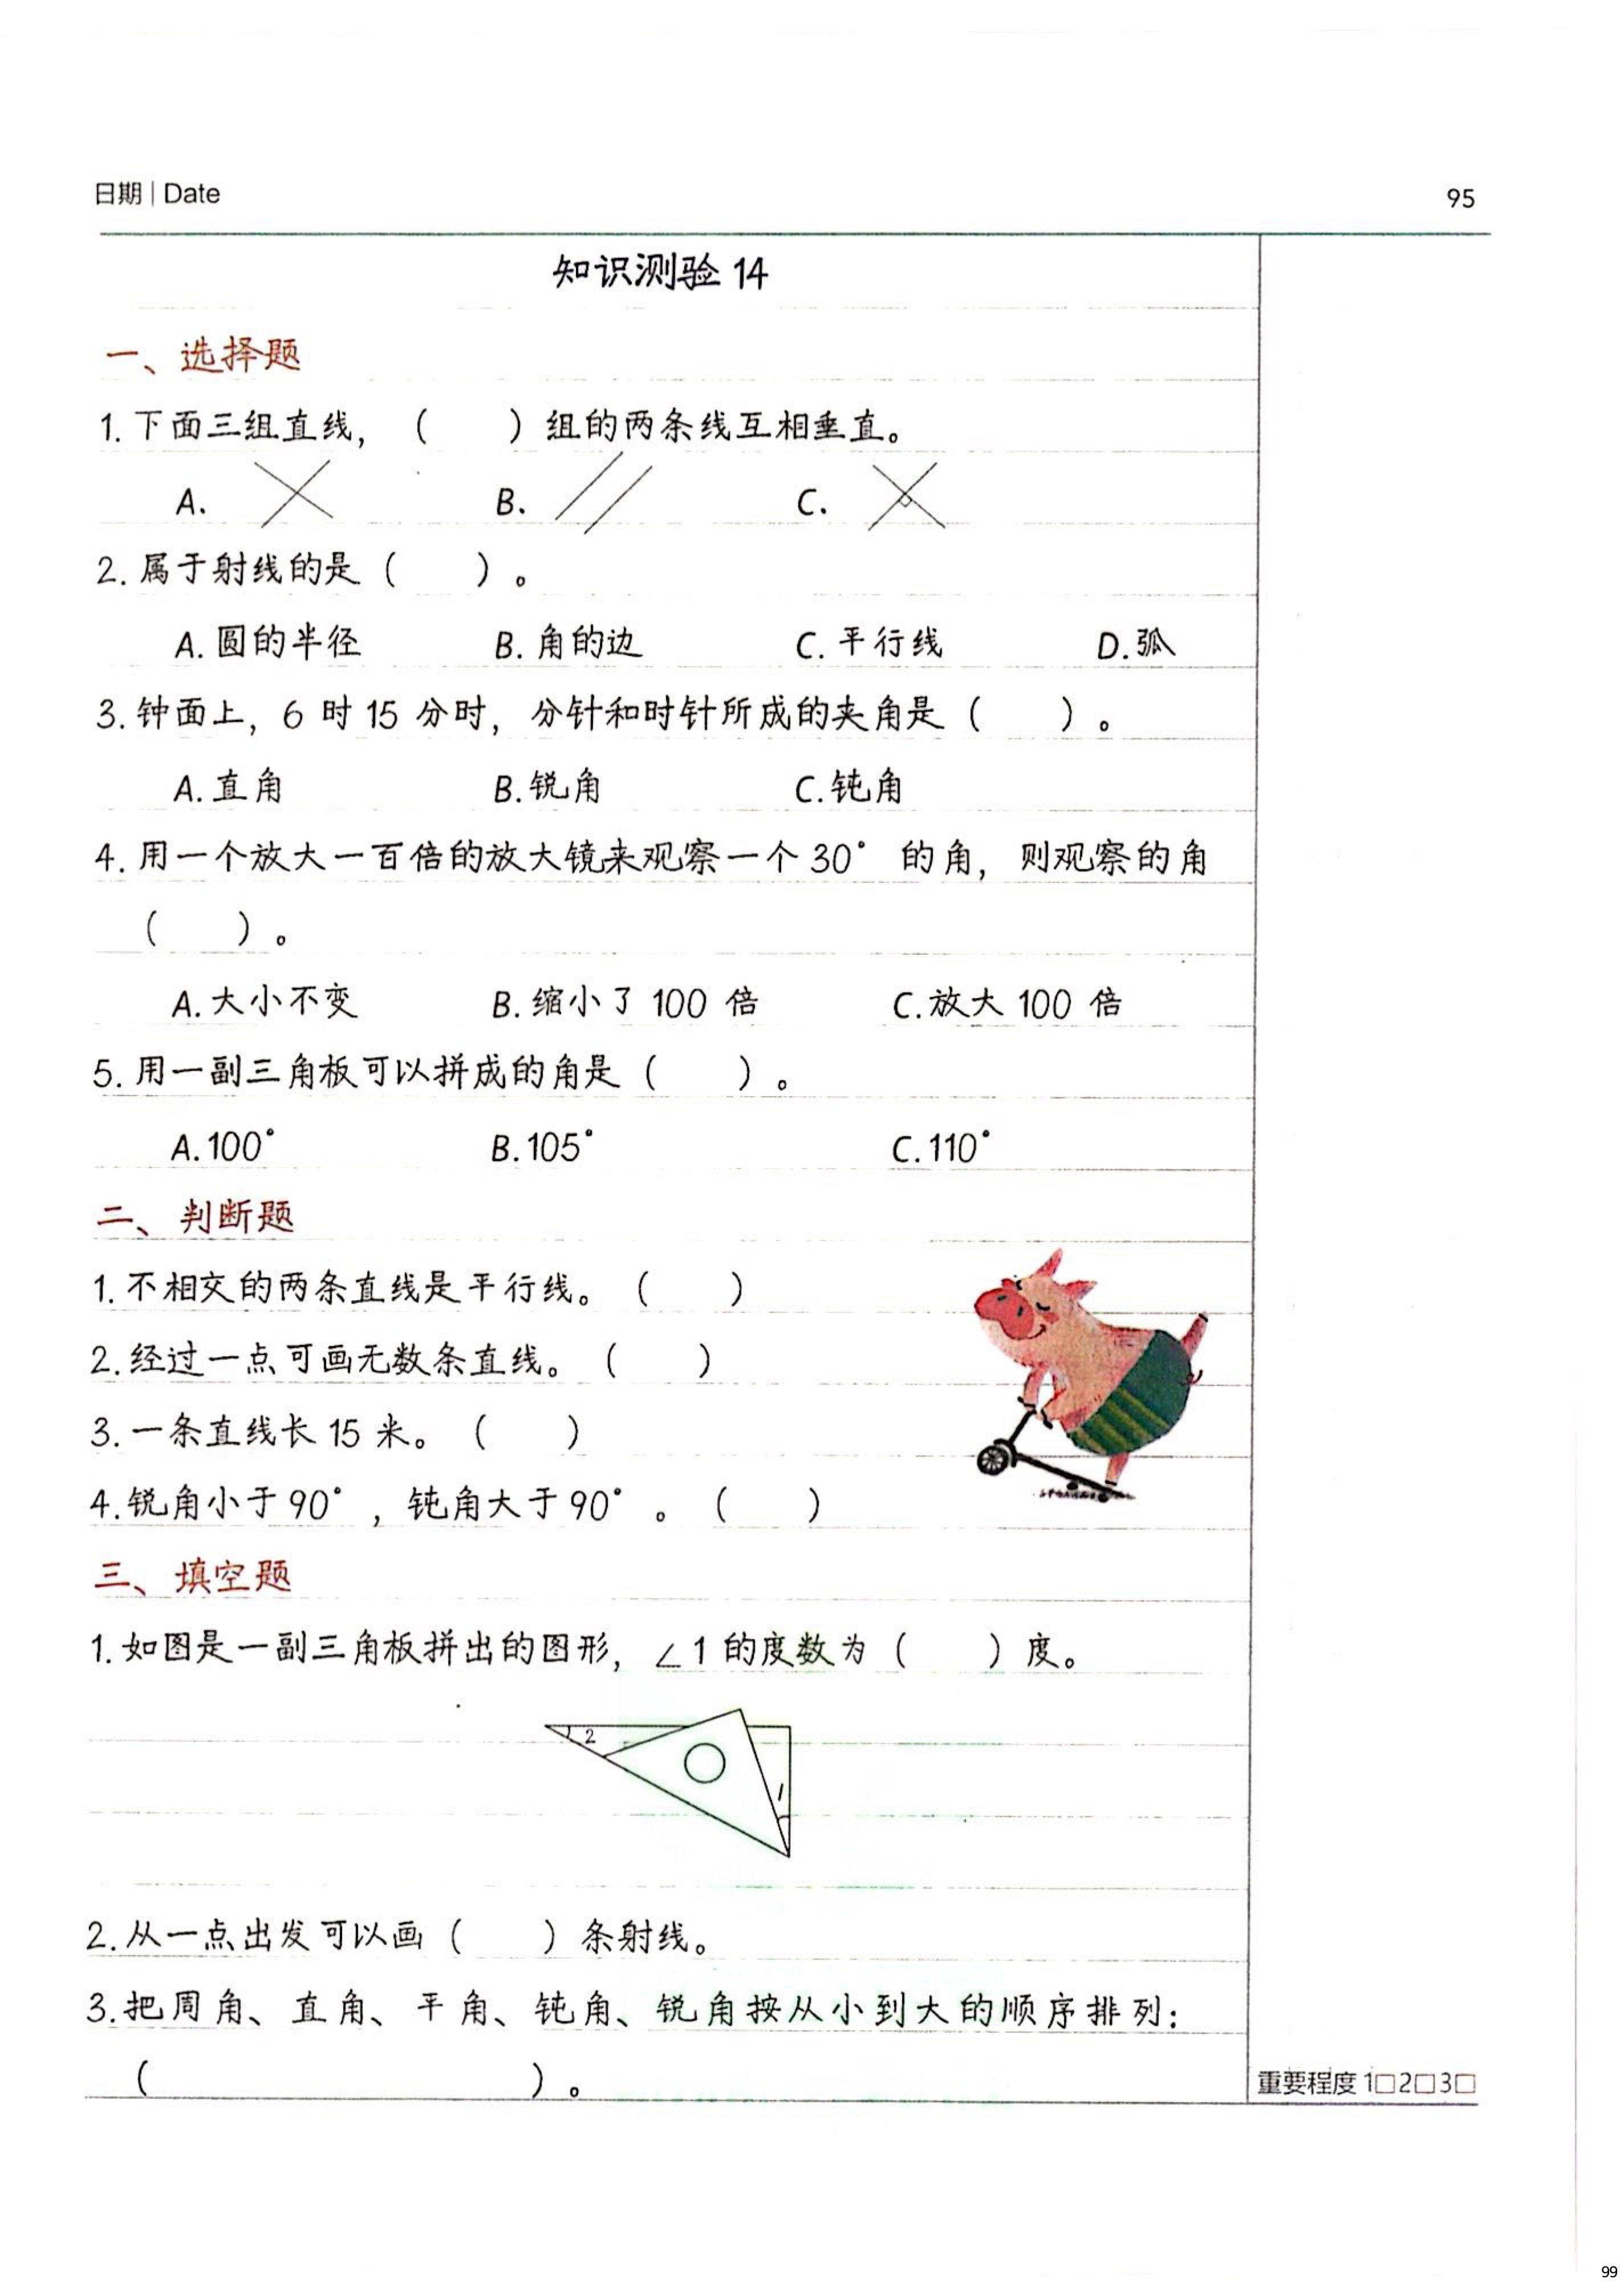 日期 | Date
95
知识测验 14
一、选择题
1.下面三组直线，（　　）组的两条线互相垂直。
A.　　B.　　C.
2.属于射线的是（　　）。
A.圆的半径　　B.角的边　　C.平行线　　D.弧
3.钟面上，6 时 15 分时，分针和时针所成的夹角是（　　）。
A.直角　　B.锐角　　C.钝角
4.用一个放大一百倍的放大镜来观察一个 30° 的角，则观察的角
（　　）。
A.大小不变　　B.缩小了 100 倍　　C.放大 100 倍
5.用一副三角板可以拼成的角是（　　）。
A.100°　　B.105°　　C.110°
二、判断题
1.不相交的两条直线是平行线。（　　）
2.经过一点可画无数条直线。（　　）
3.一条直线长 15 米。（　　）
4.锐角小于 90°，钝角大于 90°。（　　）
三、填空题
1.如图是一副三角板拼出的图形，∠1 的度数为（　　）度。
2
1
2.从一点出发可以画（　　）条射线。
3.把周角、直角、平角、钝角、锐角按从小到大的顺序排列：
（　　　　　　　　）。
重要程度 1□2□3□
99